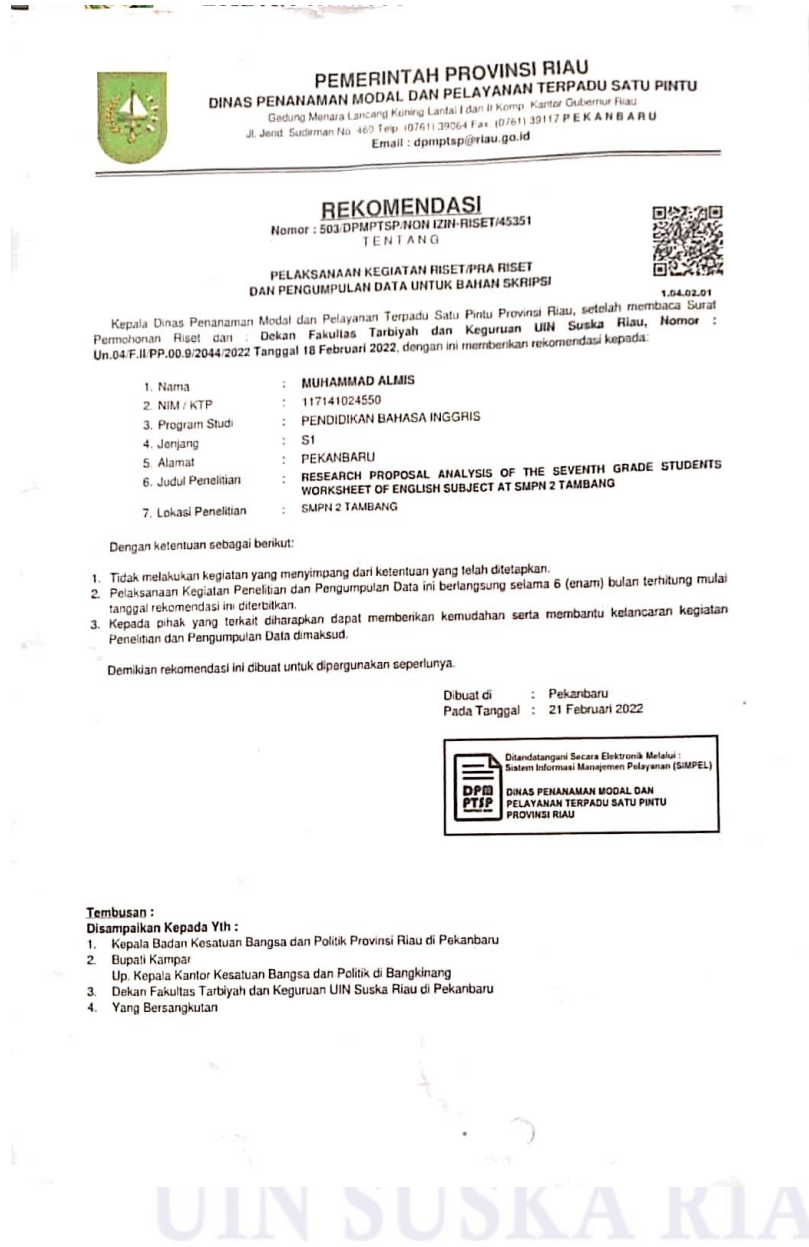 PEMERINTAH PROVINSI RIAU
DINAS PENANAMAN MODAL DAN PELAYANAN TERPADU SATU PINTU
Gedung Menara Lancang Kuning Lantai I dan II Komp. Kantor Gubernur Riau
Jl. Jend. Sudirman No. 460 Telp. (0761) 39064 Fax. (0761) 39117 P E K A N B A R U
Email : dpmptsp@riau.go.id
REKOMENDASI
Nomor : 503/DPMPTSP/NON IZIN-RISET/45351
T E N T A N G
PELAKSANAAN KEGIATAN RISET/PRA RISET
DAN PENGUMPULAN DATA UNTUK BAHAN SKRIPSI
1.04.02.01
Kepala Dinas Penanaman Modal dan Pelayanan Terpadu Satu Pintu Provinsi Riau, setelah membaca Surat
Permohonan Riset dari : Dekan Fakultas Tarbiyah dan Keguruan UIN Suska Riau, Nomor :
Un.04/F.II/PP.00.9/2044/2022 Tanggal 18 Februari 2022, dengan ini memberikan rekomendasi kepada:
1. Nama : MUHAMMAD ALMIS
2. NIM / KTP : 117141024550
3. Program Studi : PENDIDIKAN BAHASA INGGRIS
4. Jenjang : S1
5. Alamat : PEKANBARU
6. Judul Penelitian : RESEARCH PROPOSAL ANALYSIS OF THE SEVENTH GRADE STUDENTS
WORKSHEET OF ENGLISH SUBJECT AT SMPN 2 TAMBANG
7. Lokasi Penelitian : SMPN 2 TAMBANG
Dengan ketentuan sebagai berikut:
1. Tidak melakukan kegiatan yang menyimpang dari ketentuan yang telah ditetapkan.
2. Pelaksanaan Kegiatan Penelitian dan Pengumpulan Data ini berlangsung selama 6 (enam) bulan terhitung mulai
tanggal rekomendasi ini diterbitkan.
3. Kepada pihak yang terkait diharapkan dapat memberikan kemudahan serta membantu kelancaran kegiatan
Penelitian dan Pengumpulan Data dimaksud.
Demikian rekomendasi ini dibuat untuk dipergunakan seperlunya.
Dibuat di : Pekanbaru
Pada Tanggal : 21 Februari 2022
Ditandatangani Secara Elektronik Melalui :
Sistem Informasi Manajemen Pelayanan (SIMPEL)
DPM
PTSP
DINAS PENANAMAN MODAL DAN
PELAYANAN TERPADU SATU PINTU
PROVINSI RIAU
Tembusan :
Disampaikan Kepada Yth :
1. Kepala Badan Kesatuan Bangsa dan Politik Provinsi Riau di Pekanbaru
2. Bupati Kampar
Up. Kepala Kantor Kesatuan Bangsa dan Politik di Bangkinang
3. Dekan Fakultas Tarbiyah dan Keguruan UIN Suska Riau di Pekanbaru
4. Yang Bersangkutan
UIN SUSKA RIA